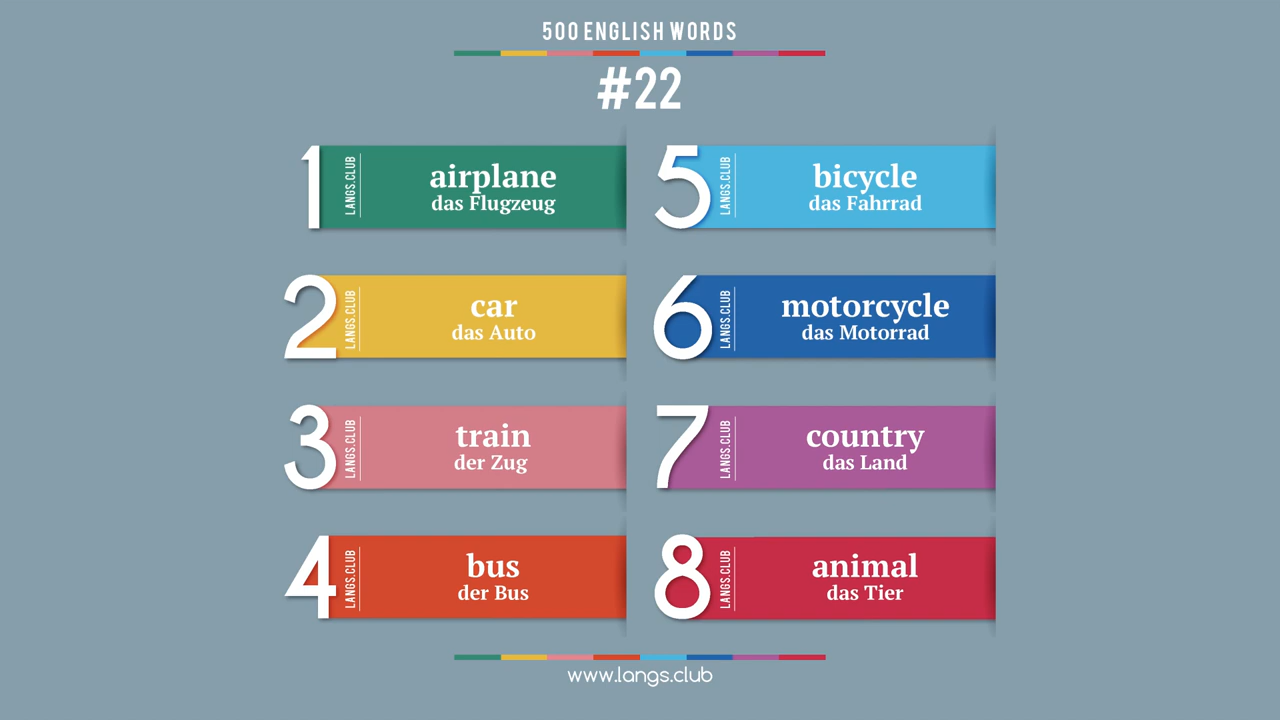 500 ENGLISH WORDS
#22
1
LANGS.CLUB
airplane
das Flugzeug
2
LANGS.CLUB
car
das Auto
3
LANGS.CLUB
train
der Zug
4
LANGS.CLUB
bus
der Bus
5
LANGS.CLUB
bicycle
das Fahrrad
6
LANGS.CLUB
motorcycle
das Motorrad
7
LANGS.CLUB
country
das Land
8
LANGS.CLUB
animal
das Tier
www.langs.club